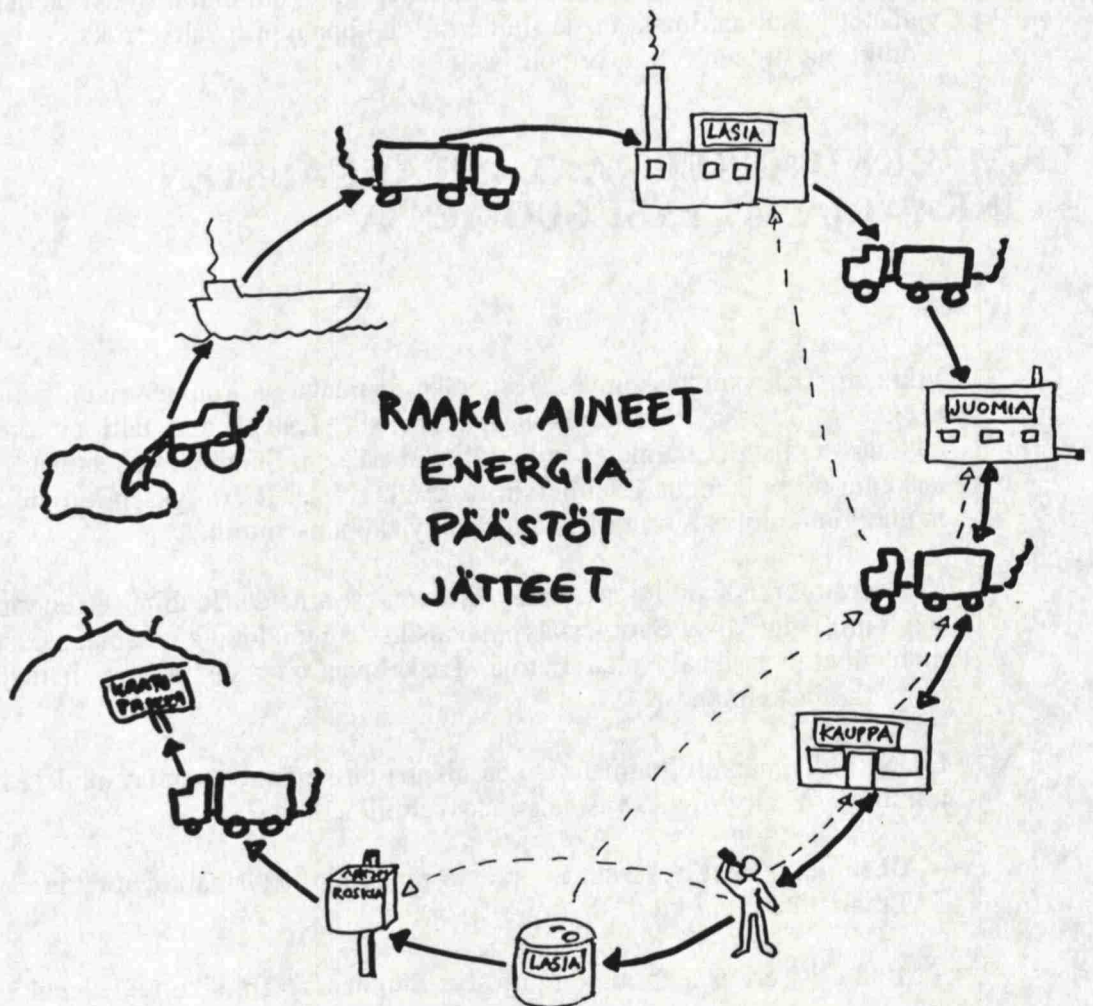 LASIA
JUOMIA
RAAKA-AINEET
ENERGIA
PÄÄSTÖT
JÄTTEET
KAATO-
PAIKKA
KAUPPA
ROSKIA
LASIA